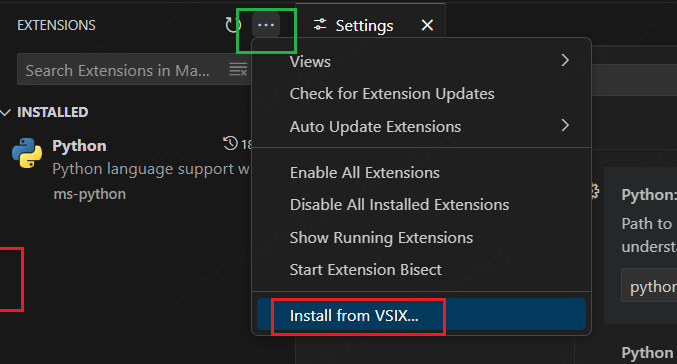 EXTENSIONS
Settings
Search Extensions in Ma...
INSTALLED
Python
18
Python language support w
ms-python
Views
Check for Extension Updates
Auto Update Extensions
Enable All Extensions
Disable All Installed Extensions
Show Running Extensions
Start Extension Bisect
Install from VSIX...
Python:
Path to
understa
python
Python